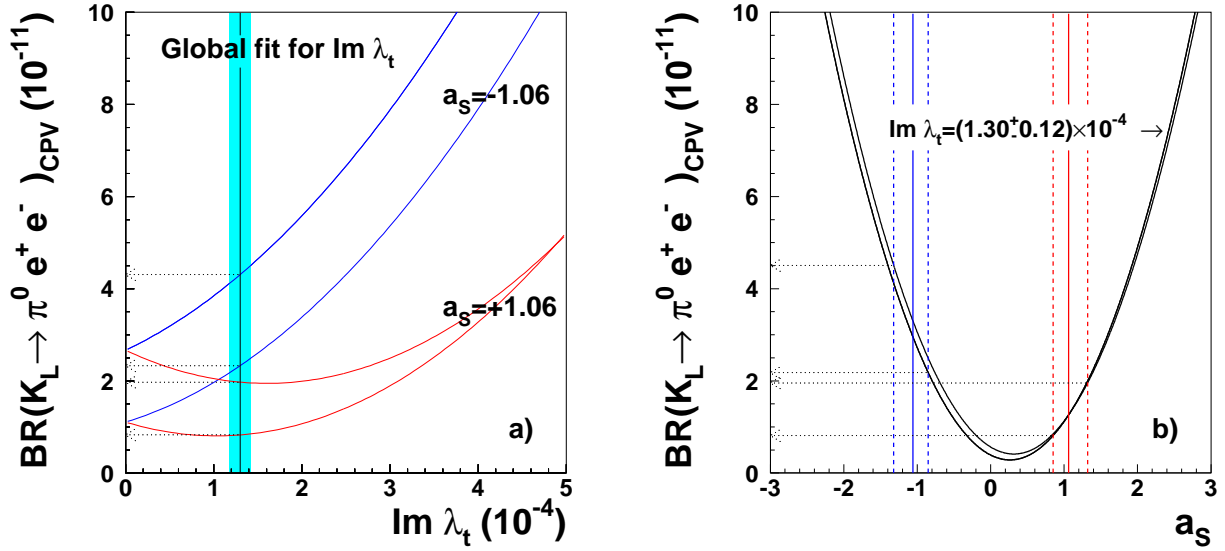 BR(K_L → π⁰ e⁺ e⁻ )_CPV (10⁻¹¹)
10
8
6
4
2
0
Global fit for Im λ_t
a_S=-1.06
a_S=+1.06
a)
0 1 2 3 4 5
Im λ_t (10⁻⁴)
BR(K_L → π⁰ e⁺ e⁻ )_CPV (10⁻¹¹)
10
8
6
4
2
0
Im λ_t=(1.30±0.12)×10⁻⁴ →
b)
-3 -2 -1 0 1 2 3
a_S